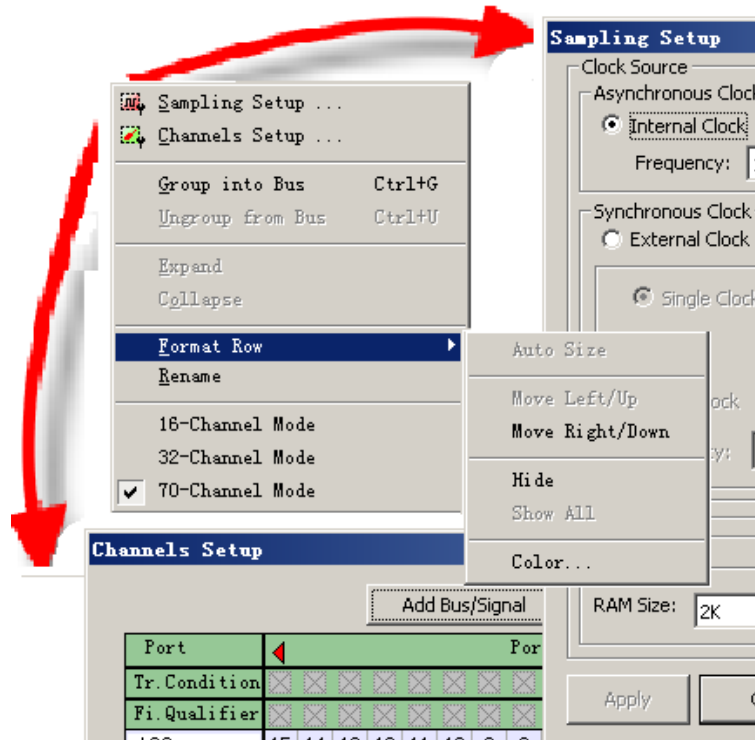 Sampling Setup ...
Channels Setup ...
Group into Bus Ctrl+G
Ungroup from Bus Ctrl+U
Expand
Collapse
Format Row
Rename
16-Channel Mode
32-Channel Mode
70-Channel Mode
Auto Size
Move Left/Up
Move Right/Down
Hide
Show All
Color...
Sampling Setup
Clock Source
Asynchronous Clock
Internal Clock
Frequency:
Synchronous Clock
External Clock
Single Clock
ock
y:
RAM Size: 2K
Apply
Channels Setup
Add Bus/Signal
Port Por
Tr.Condition
Fi.Qualifier